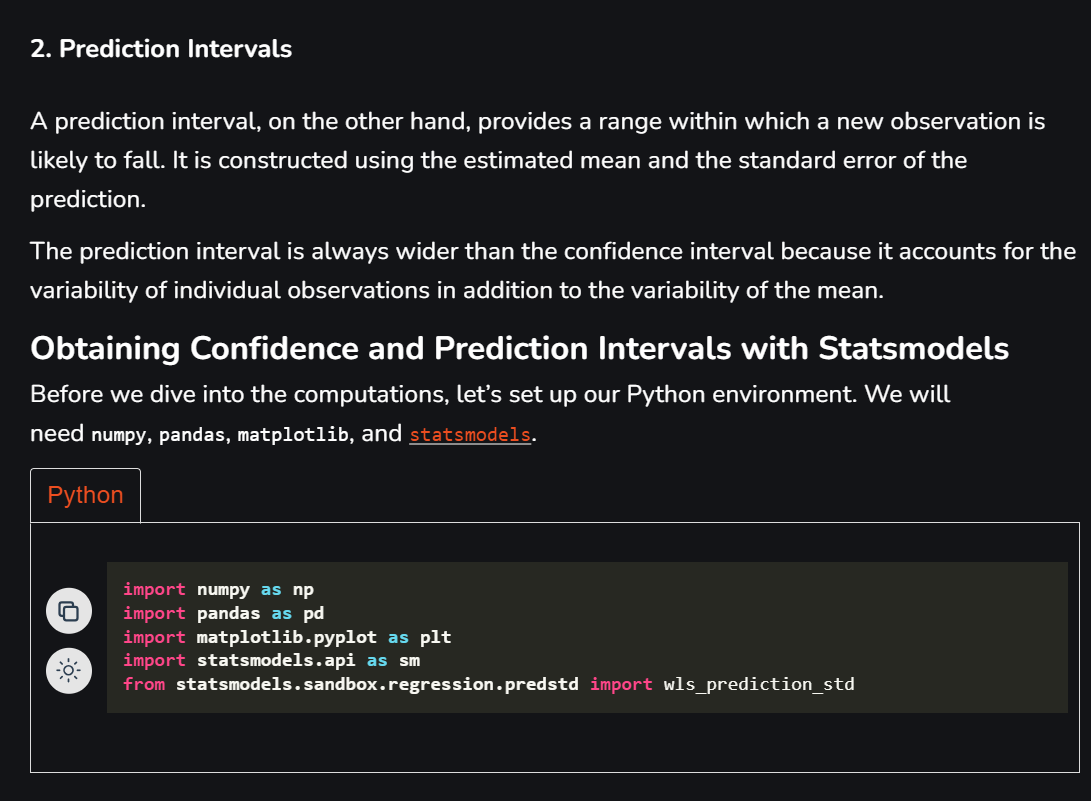 2. Prediction Intervals
A prediction interval, on the other hand, provides a range within which a new observation is
likely to fall. It is constructed using the estimated mean and the standard error of the
prediction.
The prediction interval is always wider than the confidence interval because it accounts for the
variability of individual observations in addition to the variability of the mean.
Obtaining Confidence and Prediction Intervals with Statsmodels
Before we dive into the computations, let’s set up our Python environment. We will
need numpy, pandas, matplotlib, and statsmodels.
Python
import numpy as np
import pandas as pd
import matplotlib.pyplot as plt
import statsmodels.api as sm
from statsmodels.sandbox.regression.predstd import wls_prediction_std